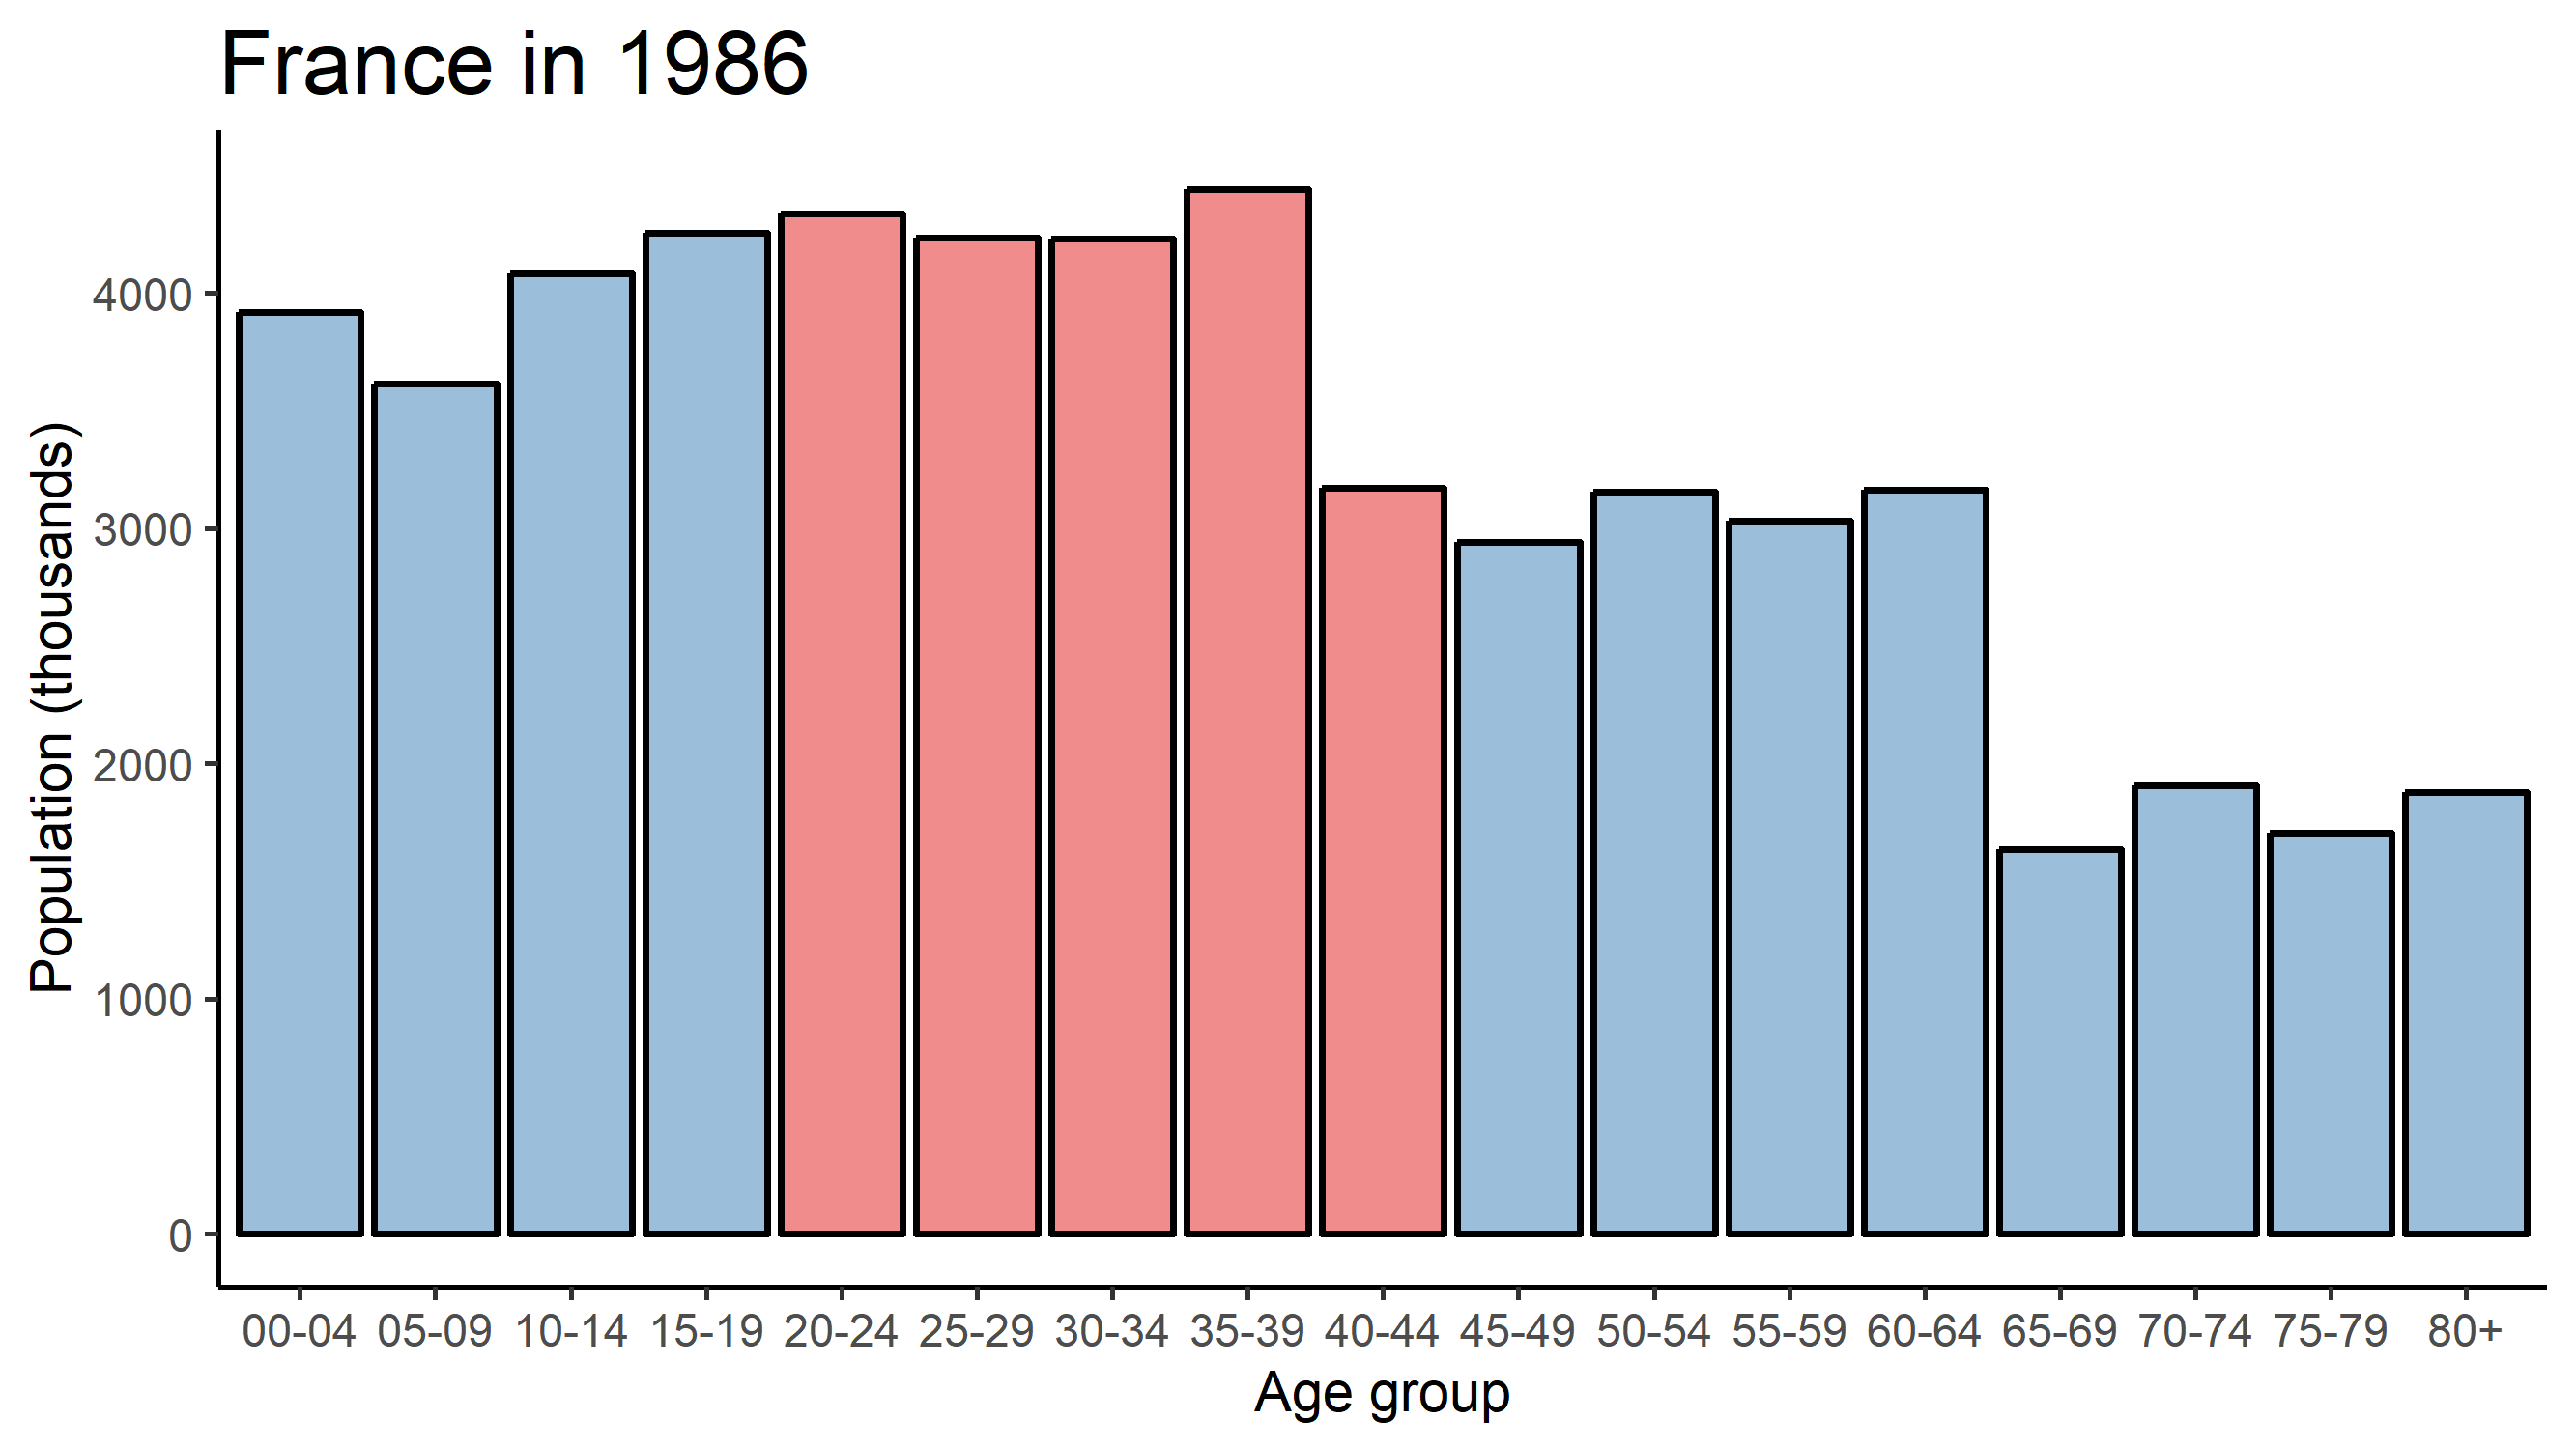 France in 1986
Population (thousands)
4000
3000
2000
1000
0
00-04 05-09 10-14 15-19 20-24 25-29 30-34 35-39 40-44 45-49 50-54 55-59 60-64 65-69 70-74 75-79 80+
Age group